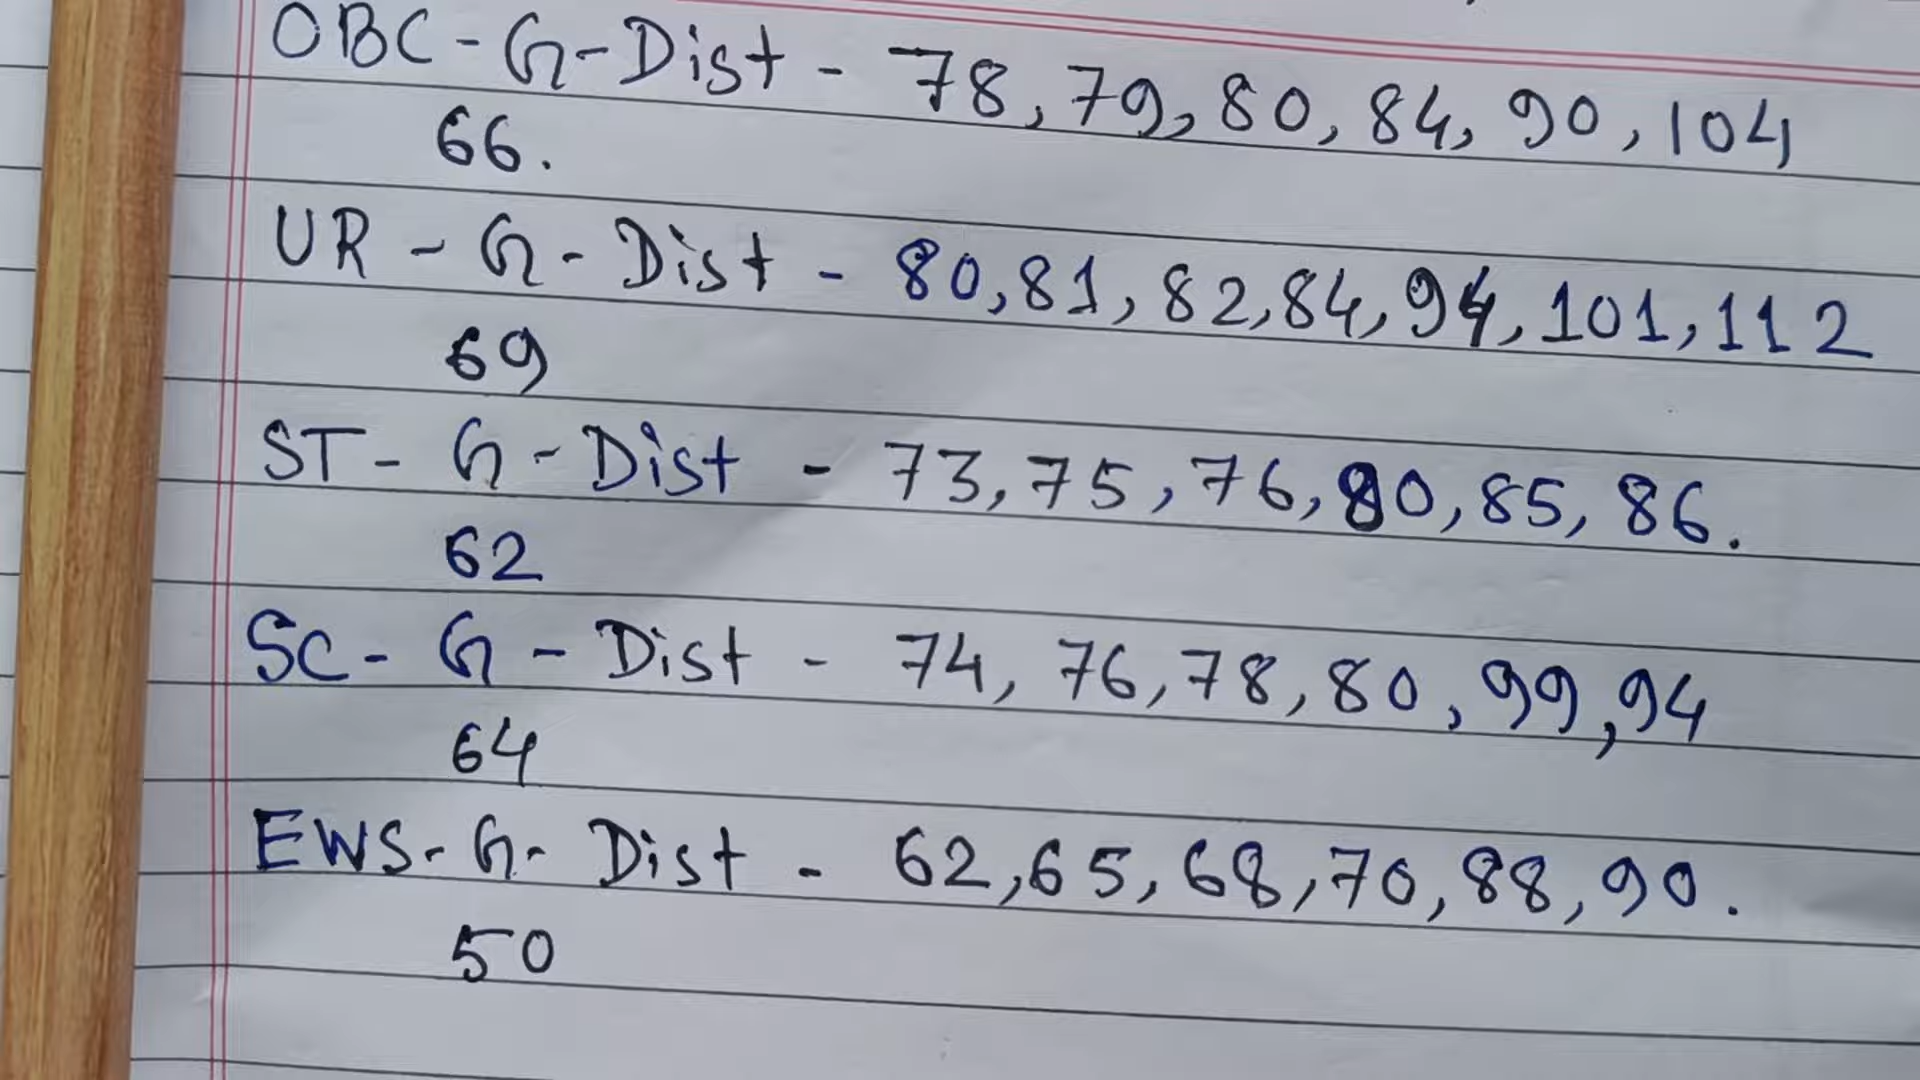 OBC - G - Dist - 78, 79, 80, 84, 90, 104
66.
UR - G - Dist - 80, 81, 82, 84, 94, 101, 112
69
ST - G - Dist - 73, 75, 76, 80, 85, 86.
62
SC - G - Dist - 74, 76, 78, 80, 99, 94
64
EWS - G - Dist - 62, 65, 68, 70, 88, 90.
50